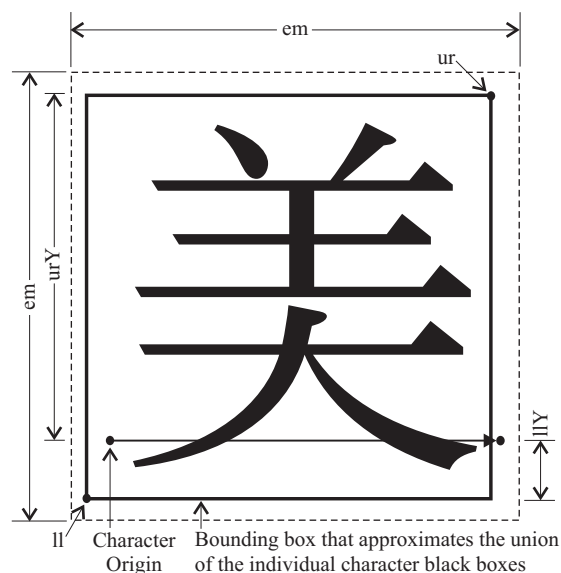 em
ur
美
urY
em
llY
ll
Character
Origin
Bounding box that approximates the union
of the individual character black boxes